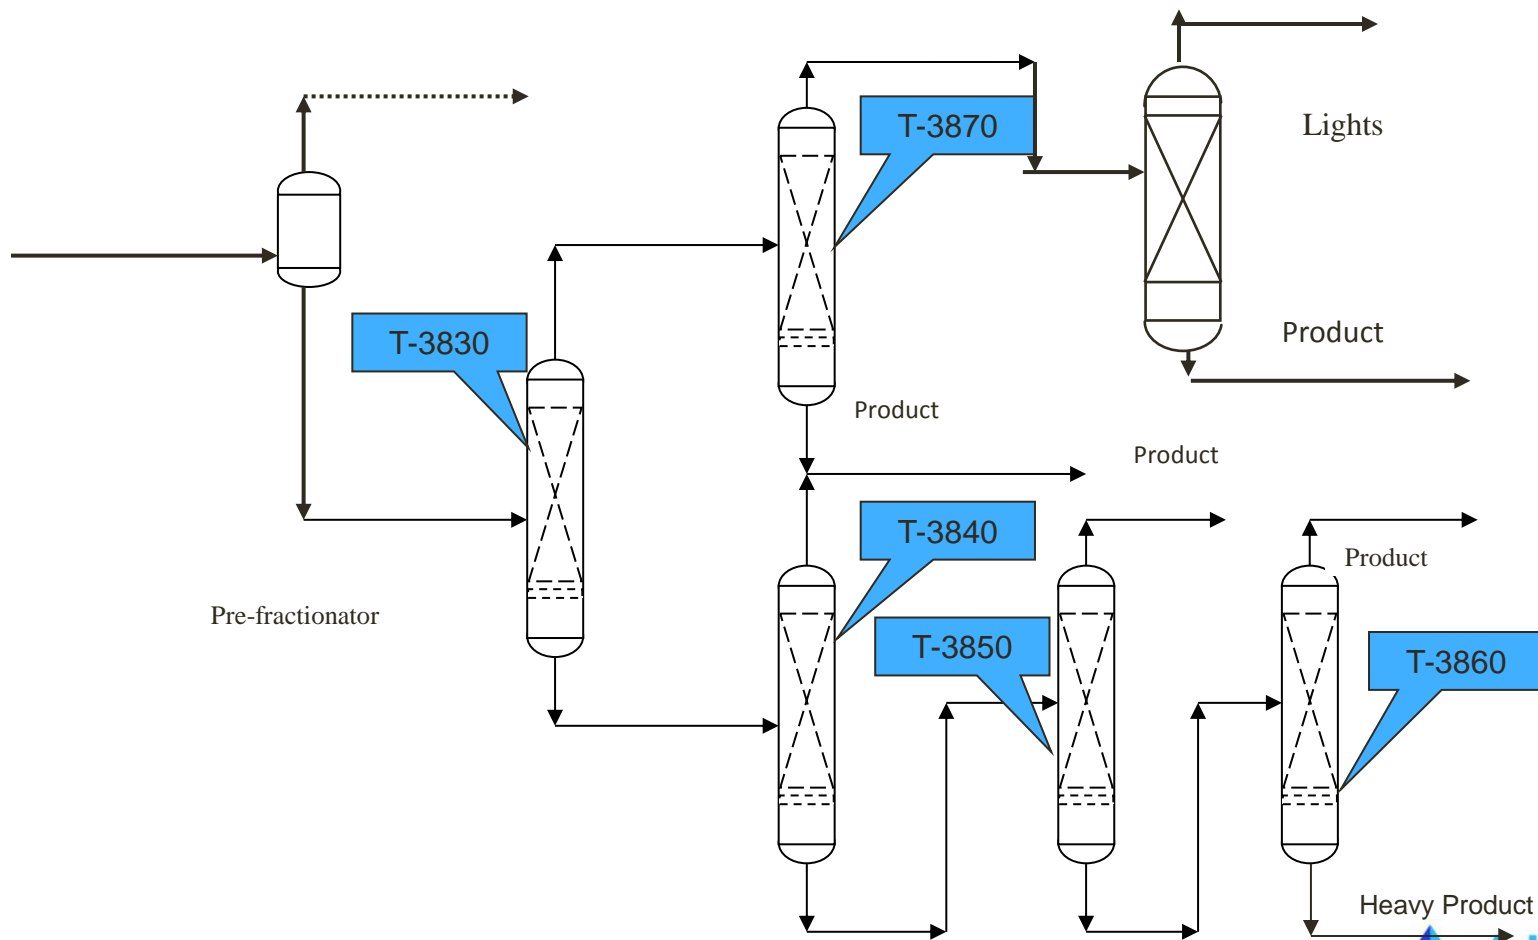 T-3870
Lights
T-3830
Product
Product
Product
T-3840
Product
Pre-fractionator
T-3850
T-3860
Heavy Product